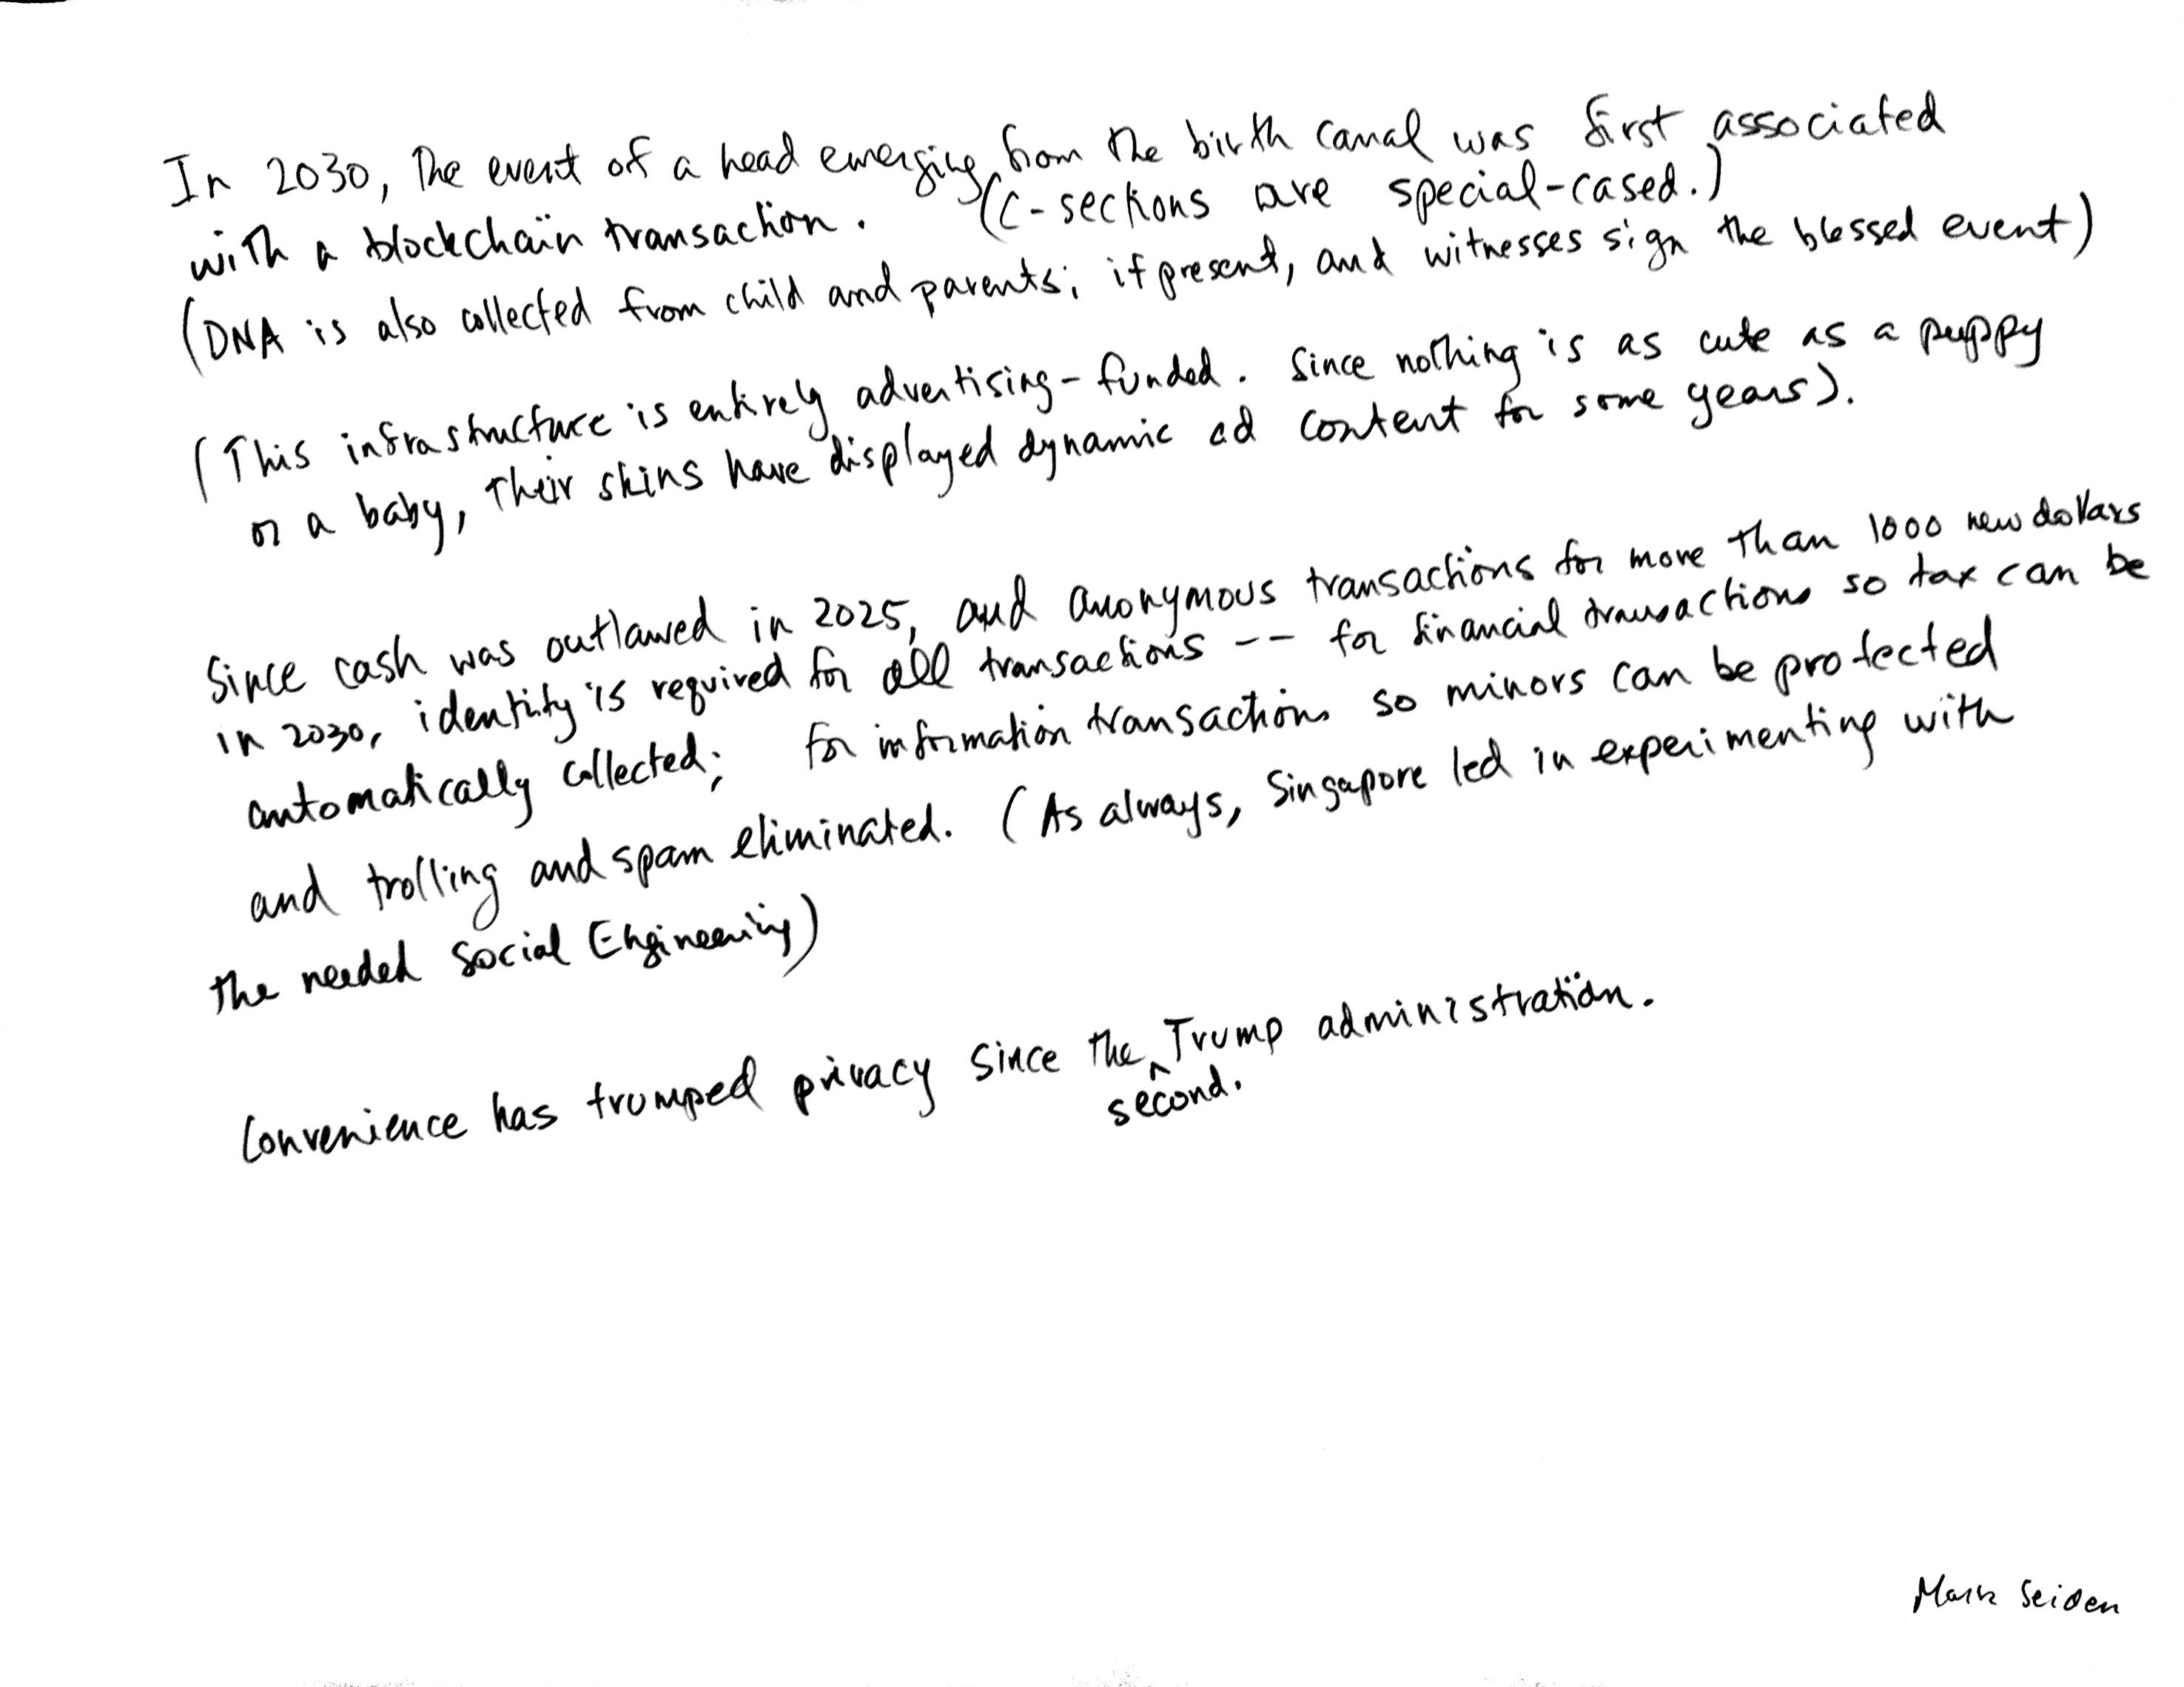 In 2030, the event of a head emerging from the birth canal was first associated
with a blockchain transaction. (C-sections are special-cased.)
(DNA is also collected from child and parents; if present, and witnesses sign the blessed event)
(This infrastructure is entirely advertising-funded. Since nothing is as cute as a puppy
or a baby, their skins have displayed dynamic ad content for some years).
Since cash was outlawed in 2025, and anonymous transactions for more than 1000 new dollars
in 2030, identity is required for all transactions -- for financial transactions so tax can be
automatically collected; for information transactions so minors can be protected
and trolling and spam eliminated. (As always, Singapore led in experimenting with
the needed Social Engineering)
Convenience has trumped privacy since the second. Trump administration.
Mark Seiden